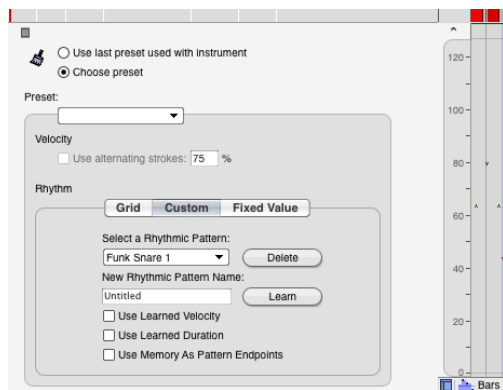 Use last preset used with instrument
Choose preset
Preset:
Velocity
Use alternating strokes: 75 %
Rhythm
Grid Custom Fixed Value
Select a Rhythmic Pattern:
Funk Snare 1 Delete
New Rhythmic Pattern Name:
Untitled Learn
Use Learned Velocity
Use Learned Duration
Use Memory As Pattern Endpoints
120
100
80
60
40
20
0
Bars